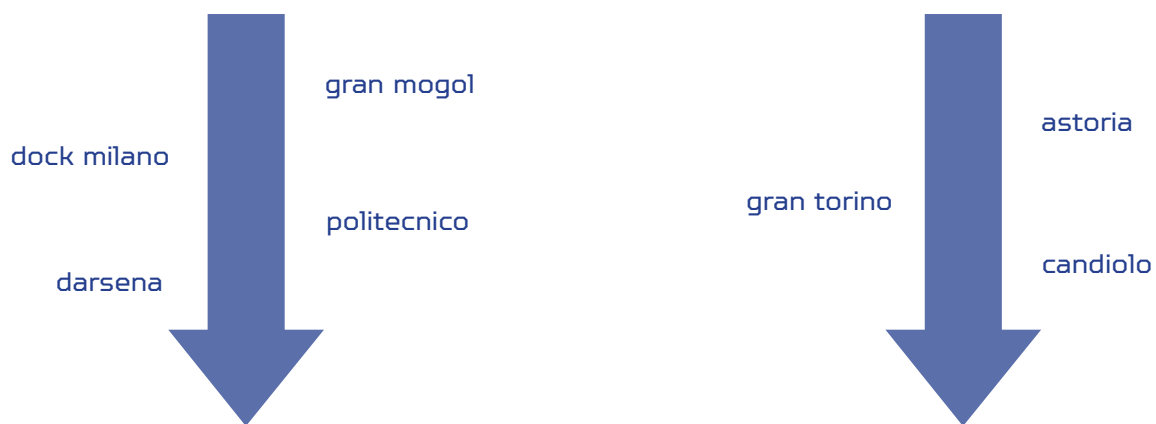 gran mogol
dock milano
politecnico
darsena
astoria
gran torino
candiolo